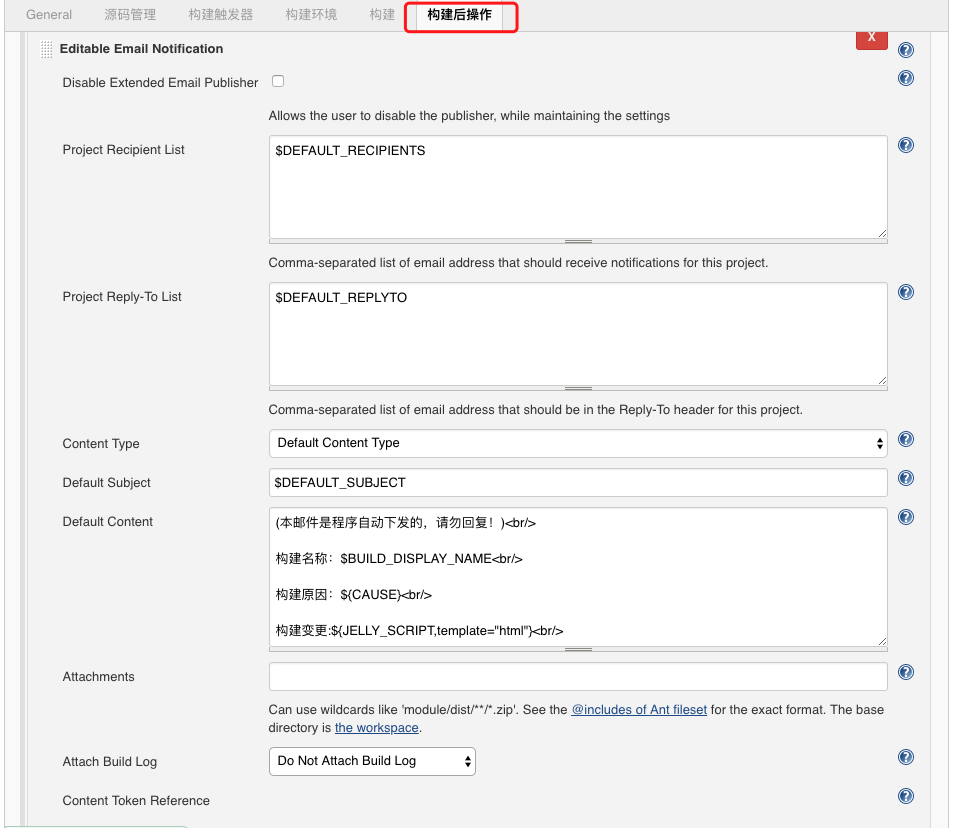 General 源码管理 构建触发器 构建环境 构建 构建后操作
Editable Email Notification
X
Disable Extended Email Publisher
Allows the user to disable the publisher, while maintaining the settings
Project Recipient List
$DEFAULT_RECIPIENTS
Comma-separated list of email address that should receive notifications for this project.
Project Reply-To List
$DEFAULT_REPLYTO
Comma-separated list of email address that should be in the Reply-To header for this project.
Content Type
Default Content Type
Default Subject
$DEFAULT_SUBJECT
Default Content
(本邮件是程序自动下发的，请勿回复！)<br/>
构建名称：$BUILD_DISPLAY_NAME<br/>
构建原因：${CAUSE}<br/>
构建变更:${JELLY_SCRIPT,template="html"}<br/>
Attachments
Can use wildcards like 'module/dist/**/*.zip'. See the @includes of Ant fileset for the exact format. The base
directory is the workspace.
Attach Build Log
Do Not Attach Build Log
Content Token Reference